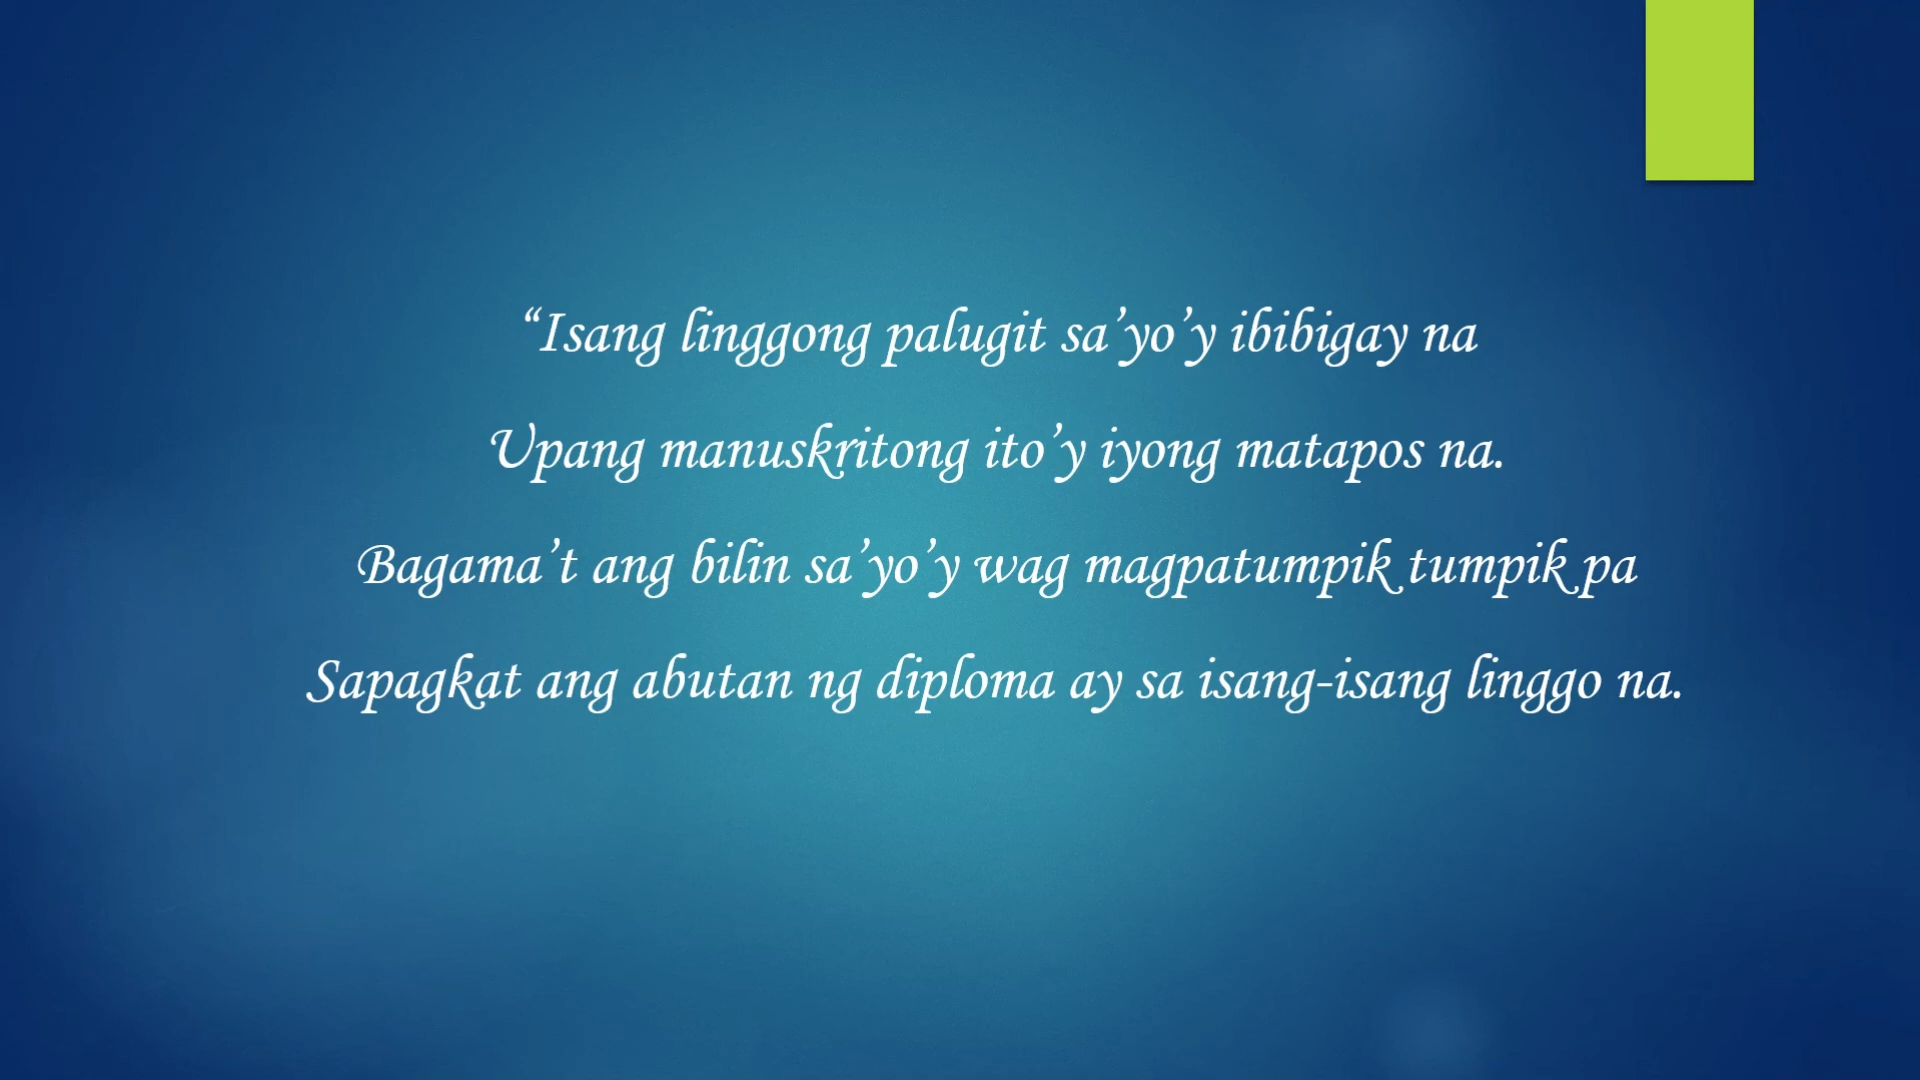 “Isang linggong palugit sa’yo’y ibibigay na
Upang manuskritong ito’y iyong matapos na.
Bagama’t ang bilin sa’yo’y wag magpatumpik tumpik pa
Sapagkat ang abutan ng diploma ay sa isang-isang linggo na.